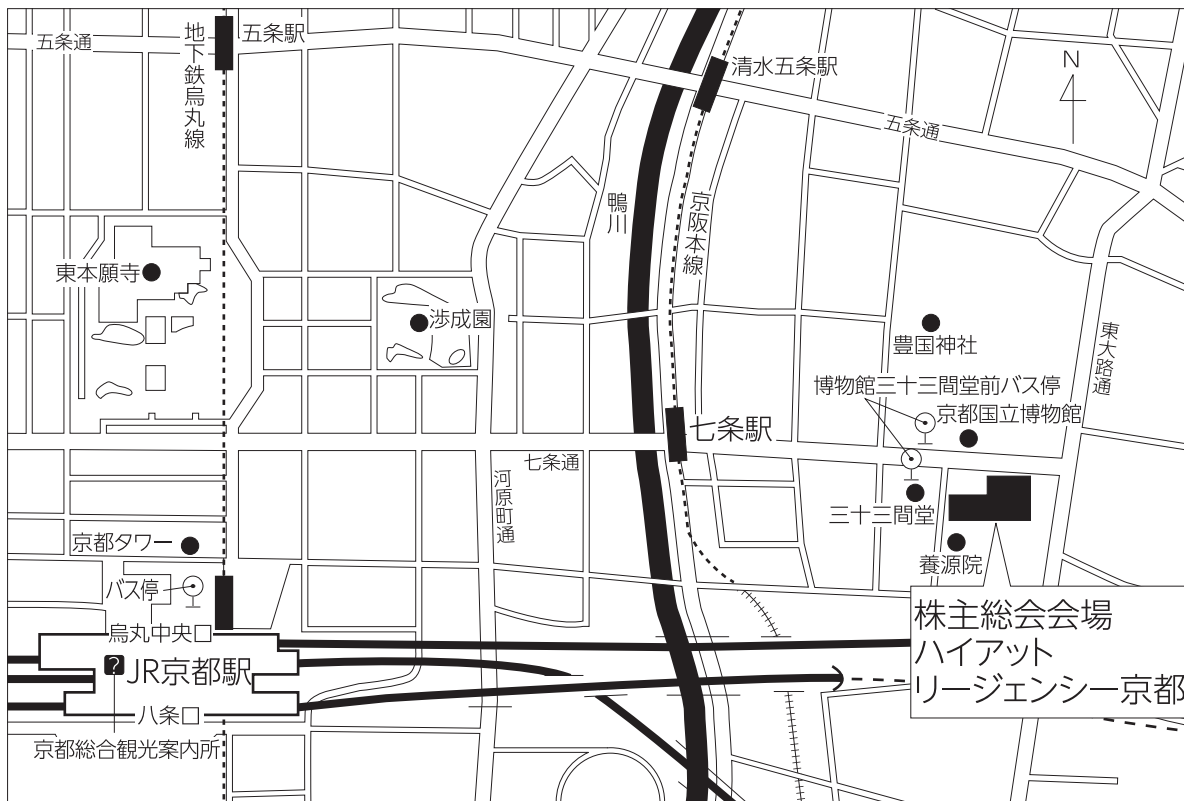 五条通
地下鉄烏丸線
五条駅
清水五条駅
N
五条通
鴨川
京阪本線
東本願寺
渉成園
豊国神社
東大路通
博物館三十三間堂前バス停
京都国立博物館
七条駅
七条通
河原町通
三十三間堂
京都タワー
養源院
バス停
烏丸中央口
?
JR京都駅
八条口
京都総合観光案内所
株主総会会場
ハイアット
リージェンシー京都